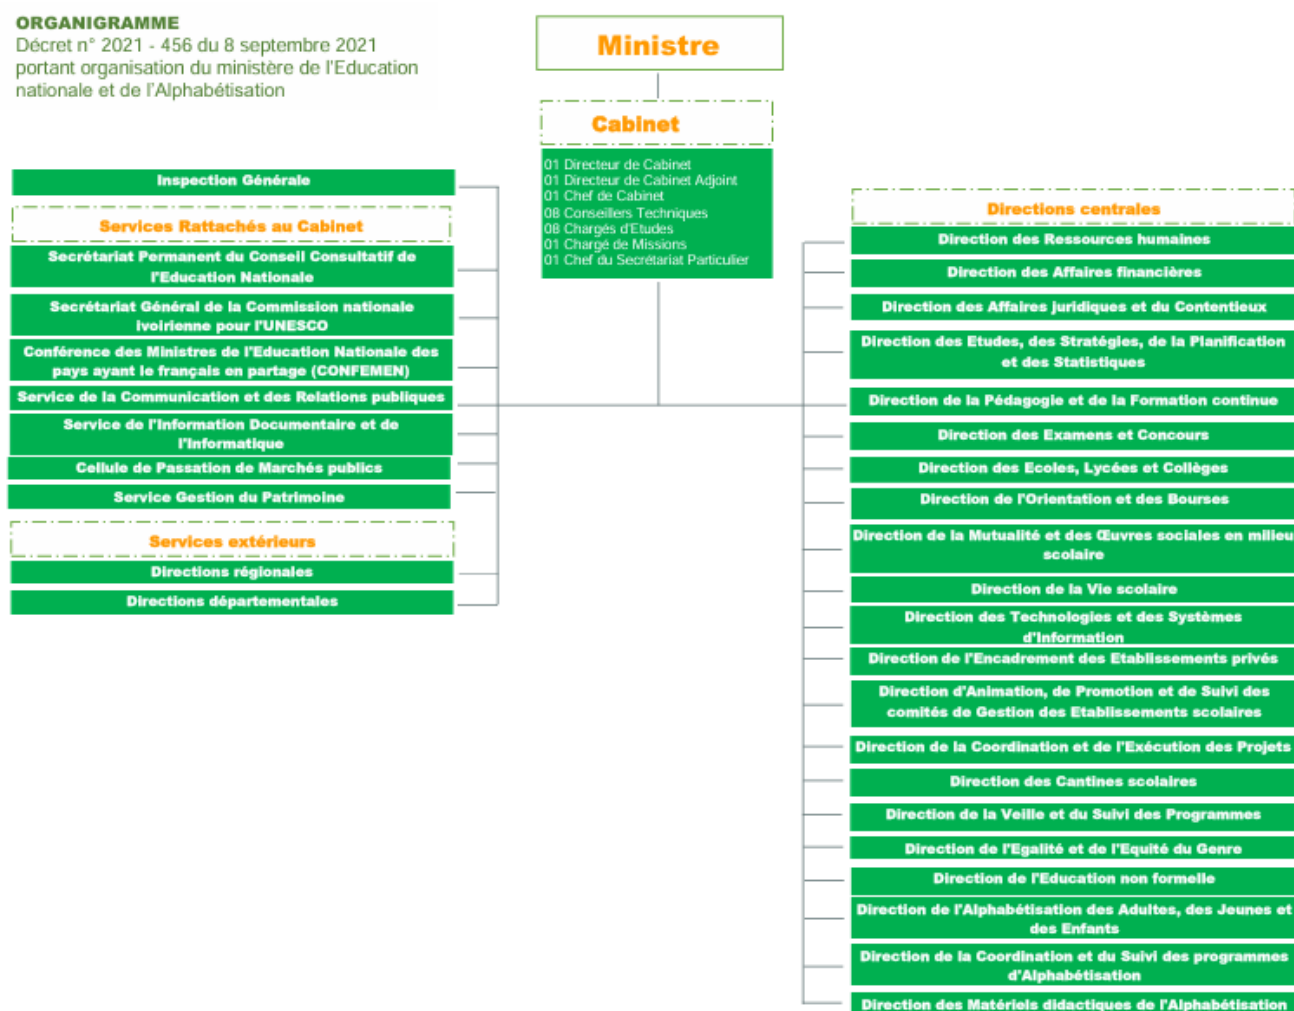 ORGANIGRAMME
Décret n° 2021 - 456 du 8 septembre 2021
portant organisation du ministère de l'Education
nationale et de l'Alphabétisation
Ministre
Cabinet
01 Directeur de Cabinet
01 Directeur de Cabinet Adjoint
01 Chef de Cabinet
08 Conseillers Techniques
08 Chargés d'Etudes
01 Chargé de Missions
01 Chef du Secrétariat Particulier
Inspection Générale
Services Rattachés au Cabinet
Secrétariat Permanent du Conseil Consultatif de
l'Education Nationale
Secrétariat Général de la Commission nationale
ivoirienne pour l'UNESCO
Conférence des Ministres de l'Education Nationale des
pays ayant le français en partage (CONFEMEN)
Service de la Communication et des Relations publiques
Service de l'Information Documentaire et de
l'Informatique
Cellule de Passation de Marchés publics
Service Gestion du Patrimoine
Services extérieurs
Directions régionales
Directions départementales
Directions centrales
Direction des Ressources humaines
Direction des Affaires financières
Direction des Affaires juridiques et du Contentieux
Direction des Etudes, des Stratégies, de la Planification
et des Statistiques
Direction de la Pédagogie et de la Formation continue
Direction des Examens et Concours
Direction des Ecoles, Lycées et Collèges
Direction de l'Orientation et des Bourses
Direction de la Mutualité et des Œuvres sociales en milieu
scolaire
Direction de la Vie scolaire
Direction des Technologies et des Systèmes
d'Information
Direction de l'Encadrement des Etablissements privés
Direction d'Animation, de Promotion et de Suivi des
comités de Gestion des Etablissements scolaires
Direction de la Coordination et de l'Exécution des Projets
Direction des Cantines scolaires
Direction de la Veille et du Suivi des Programmes
Direction de l'Egalité et de l'Equité du Genre
Direction de l'Education non formelle
Direction de l'Alphabétisation des Adultes, des Jeunes et
des Enfants
Direction de la Coordination et du Suivi des programmes
d'Alphabétisation
Direction des Matériels didactiques de l'Alphabétisation